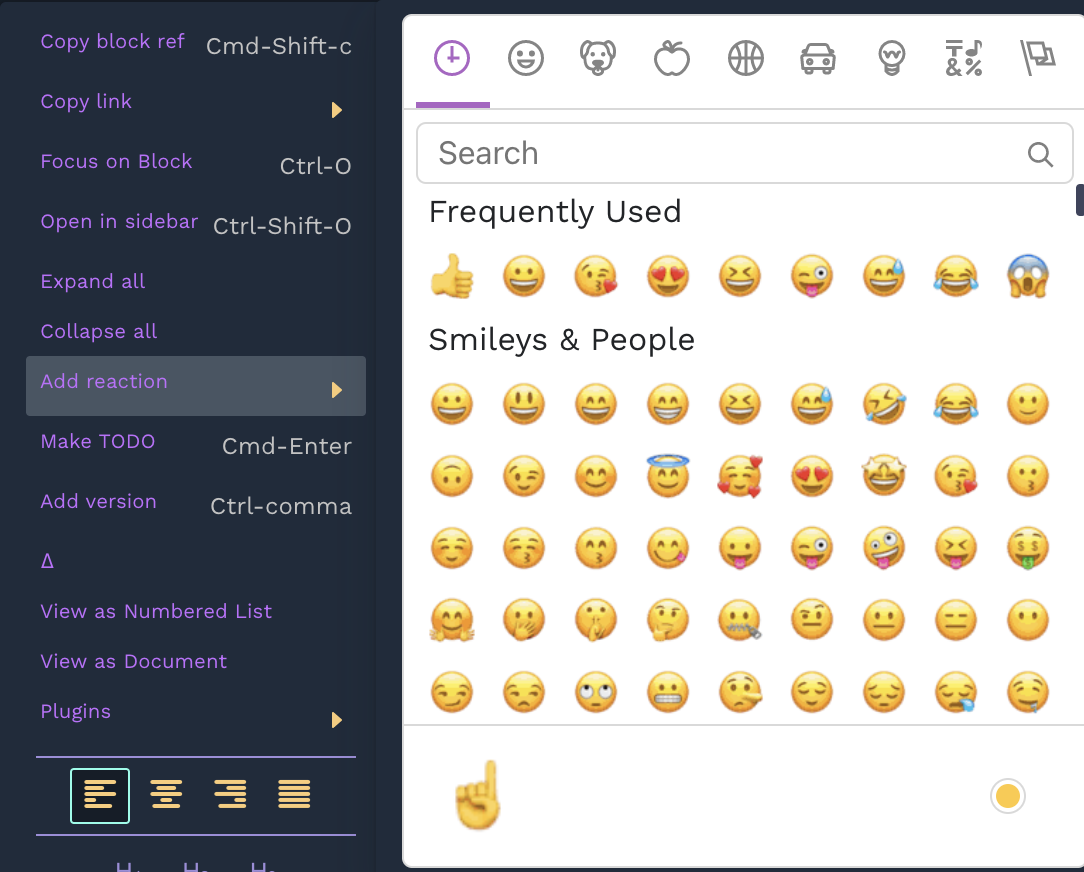 Copy block ref Cmd-Shift-c
Copy link
Focus on Block Ctrl-O
Open in sidebar Ctrl-Shift-O
Expand all
Collapse all
Add reaction
Make TODO Cmd-Enter
Add version Ctrl-comma
Δ
View as Numbered List
View as Document
Plugins
Search
Frequently Used
Smileys & People